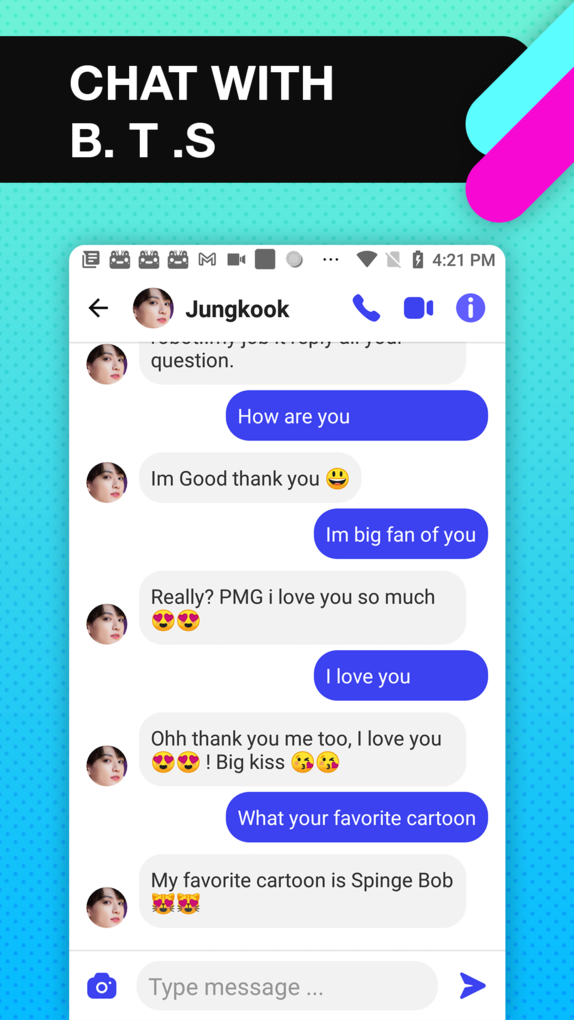 CHAT WITH
B. T .S
4:21 PM
Jungkook
question.
How are you
Im Good thank you 😃
Im big fan of you
Really? PMG i love you so much
😍😍
I love you
Ohh thank you me too, I love you
😍😍 ! Big kiss 😘😘
What your favorite cartoon
My favorite cartoon is Spinge Bob
😻😻
Type message ...